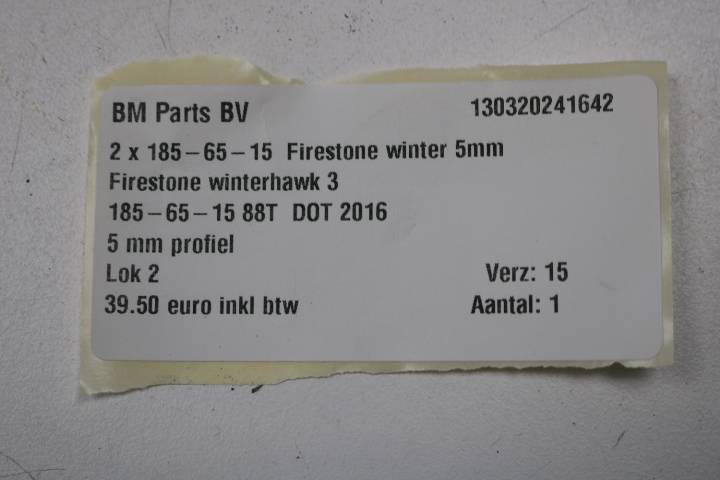 BM Parts BV 130320241642
2 x 185-65-15 Firestone winter 5mm
Firestone winterhawk 3
185-65-15 88T DOT 2016
5 mm profiel
Lok 2 Verz: 15
39.50 euro inkl btw Aantal: 1